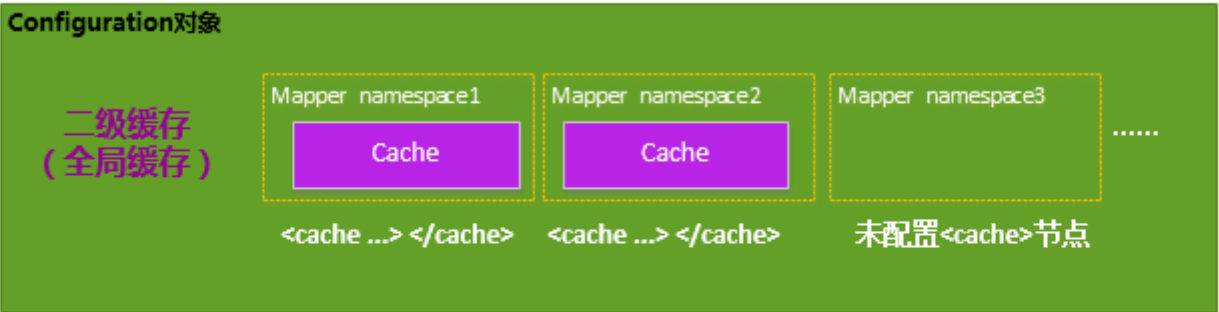 Configuration对象
二级缓存
（全局缓存）
Mapper namespace1
Cache
<cache ...> </cache>
Mapper namespace2
Cache
<cache ...> </cache>
Mapper namespace3
未配置<cache>节点
......